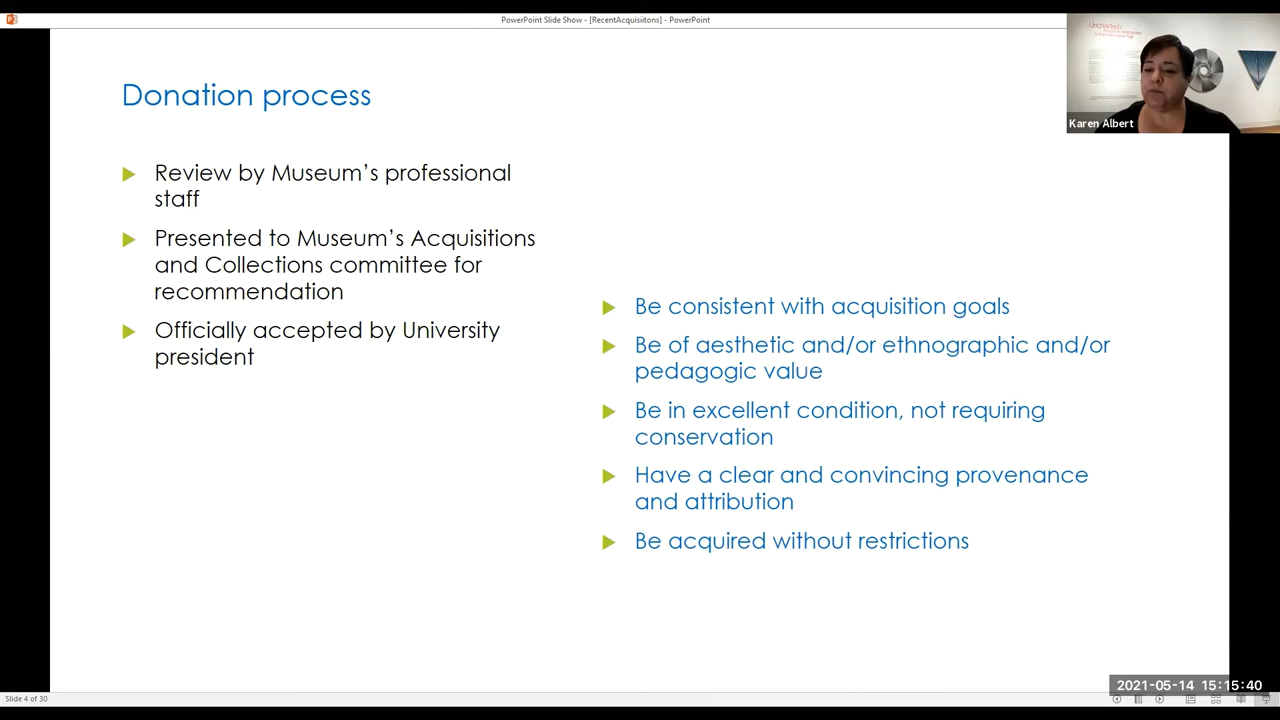 PowerPoint Slide Show - [RecentAcquisiitons] - PowerPoint
Uncharted:
Karen Albert
Donation process
Review by Museum's professional
staff
Presented to Museum's Acquisitions
and Collections committee for
recommendation
Officially accepted by University
president
Be consistent with acquisition goals
Be of aesthetic and/or ethnographic and/or
pedagogic value
Be in excellent condition, not requiring
conservation
Have a clear and convincing provenance
and attribution
Be acquired without restrictions
2021-05-14 15:15:40
Slide 4 of 30